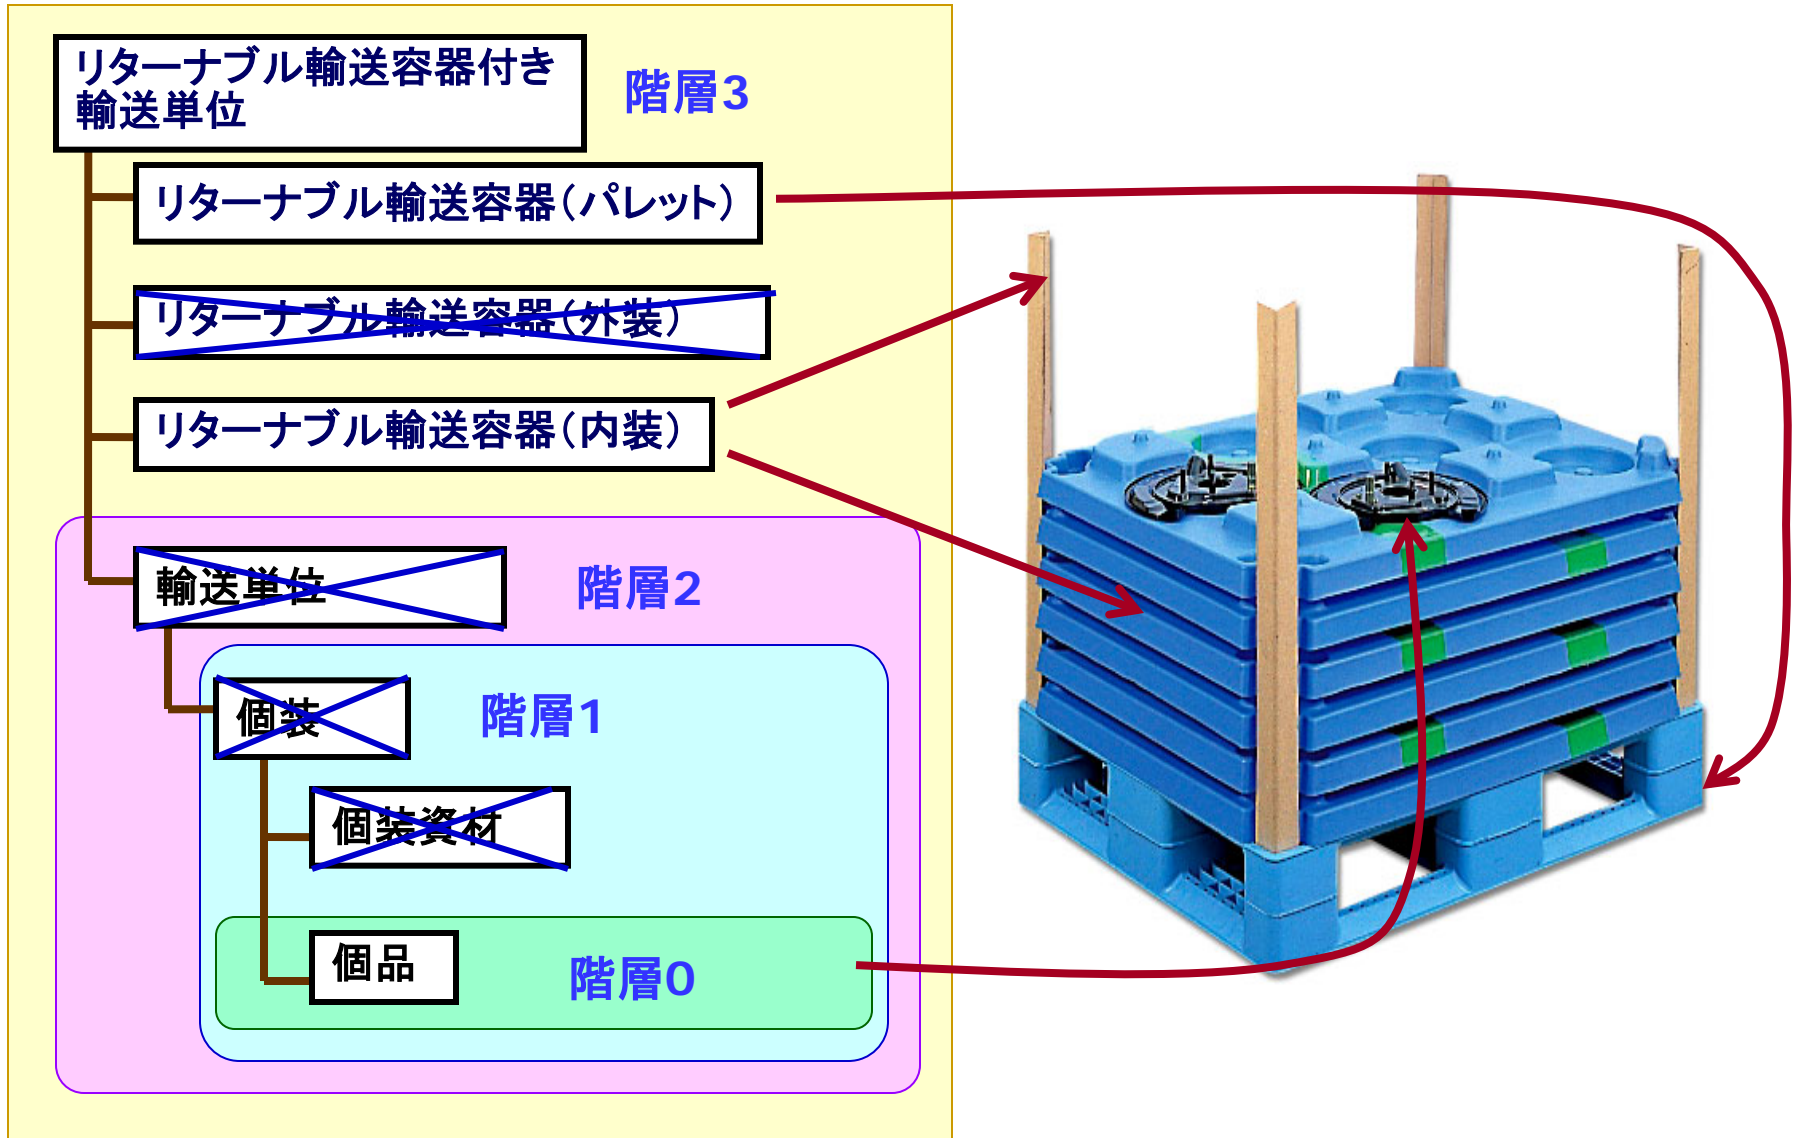 リターナブル輸送容器付き
輸送単位
階層3
リターナブル輸送容器(パレット)
リターナブル輸送容器(外装)
リターナブル輸送容器(内装)
輸送単位
階層2
個装
階層1
個装資材
個品
階層0